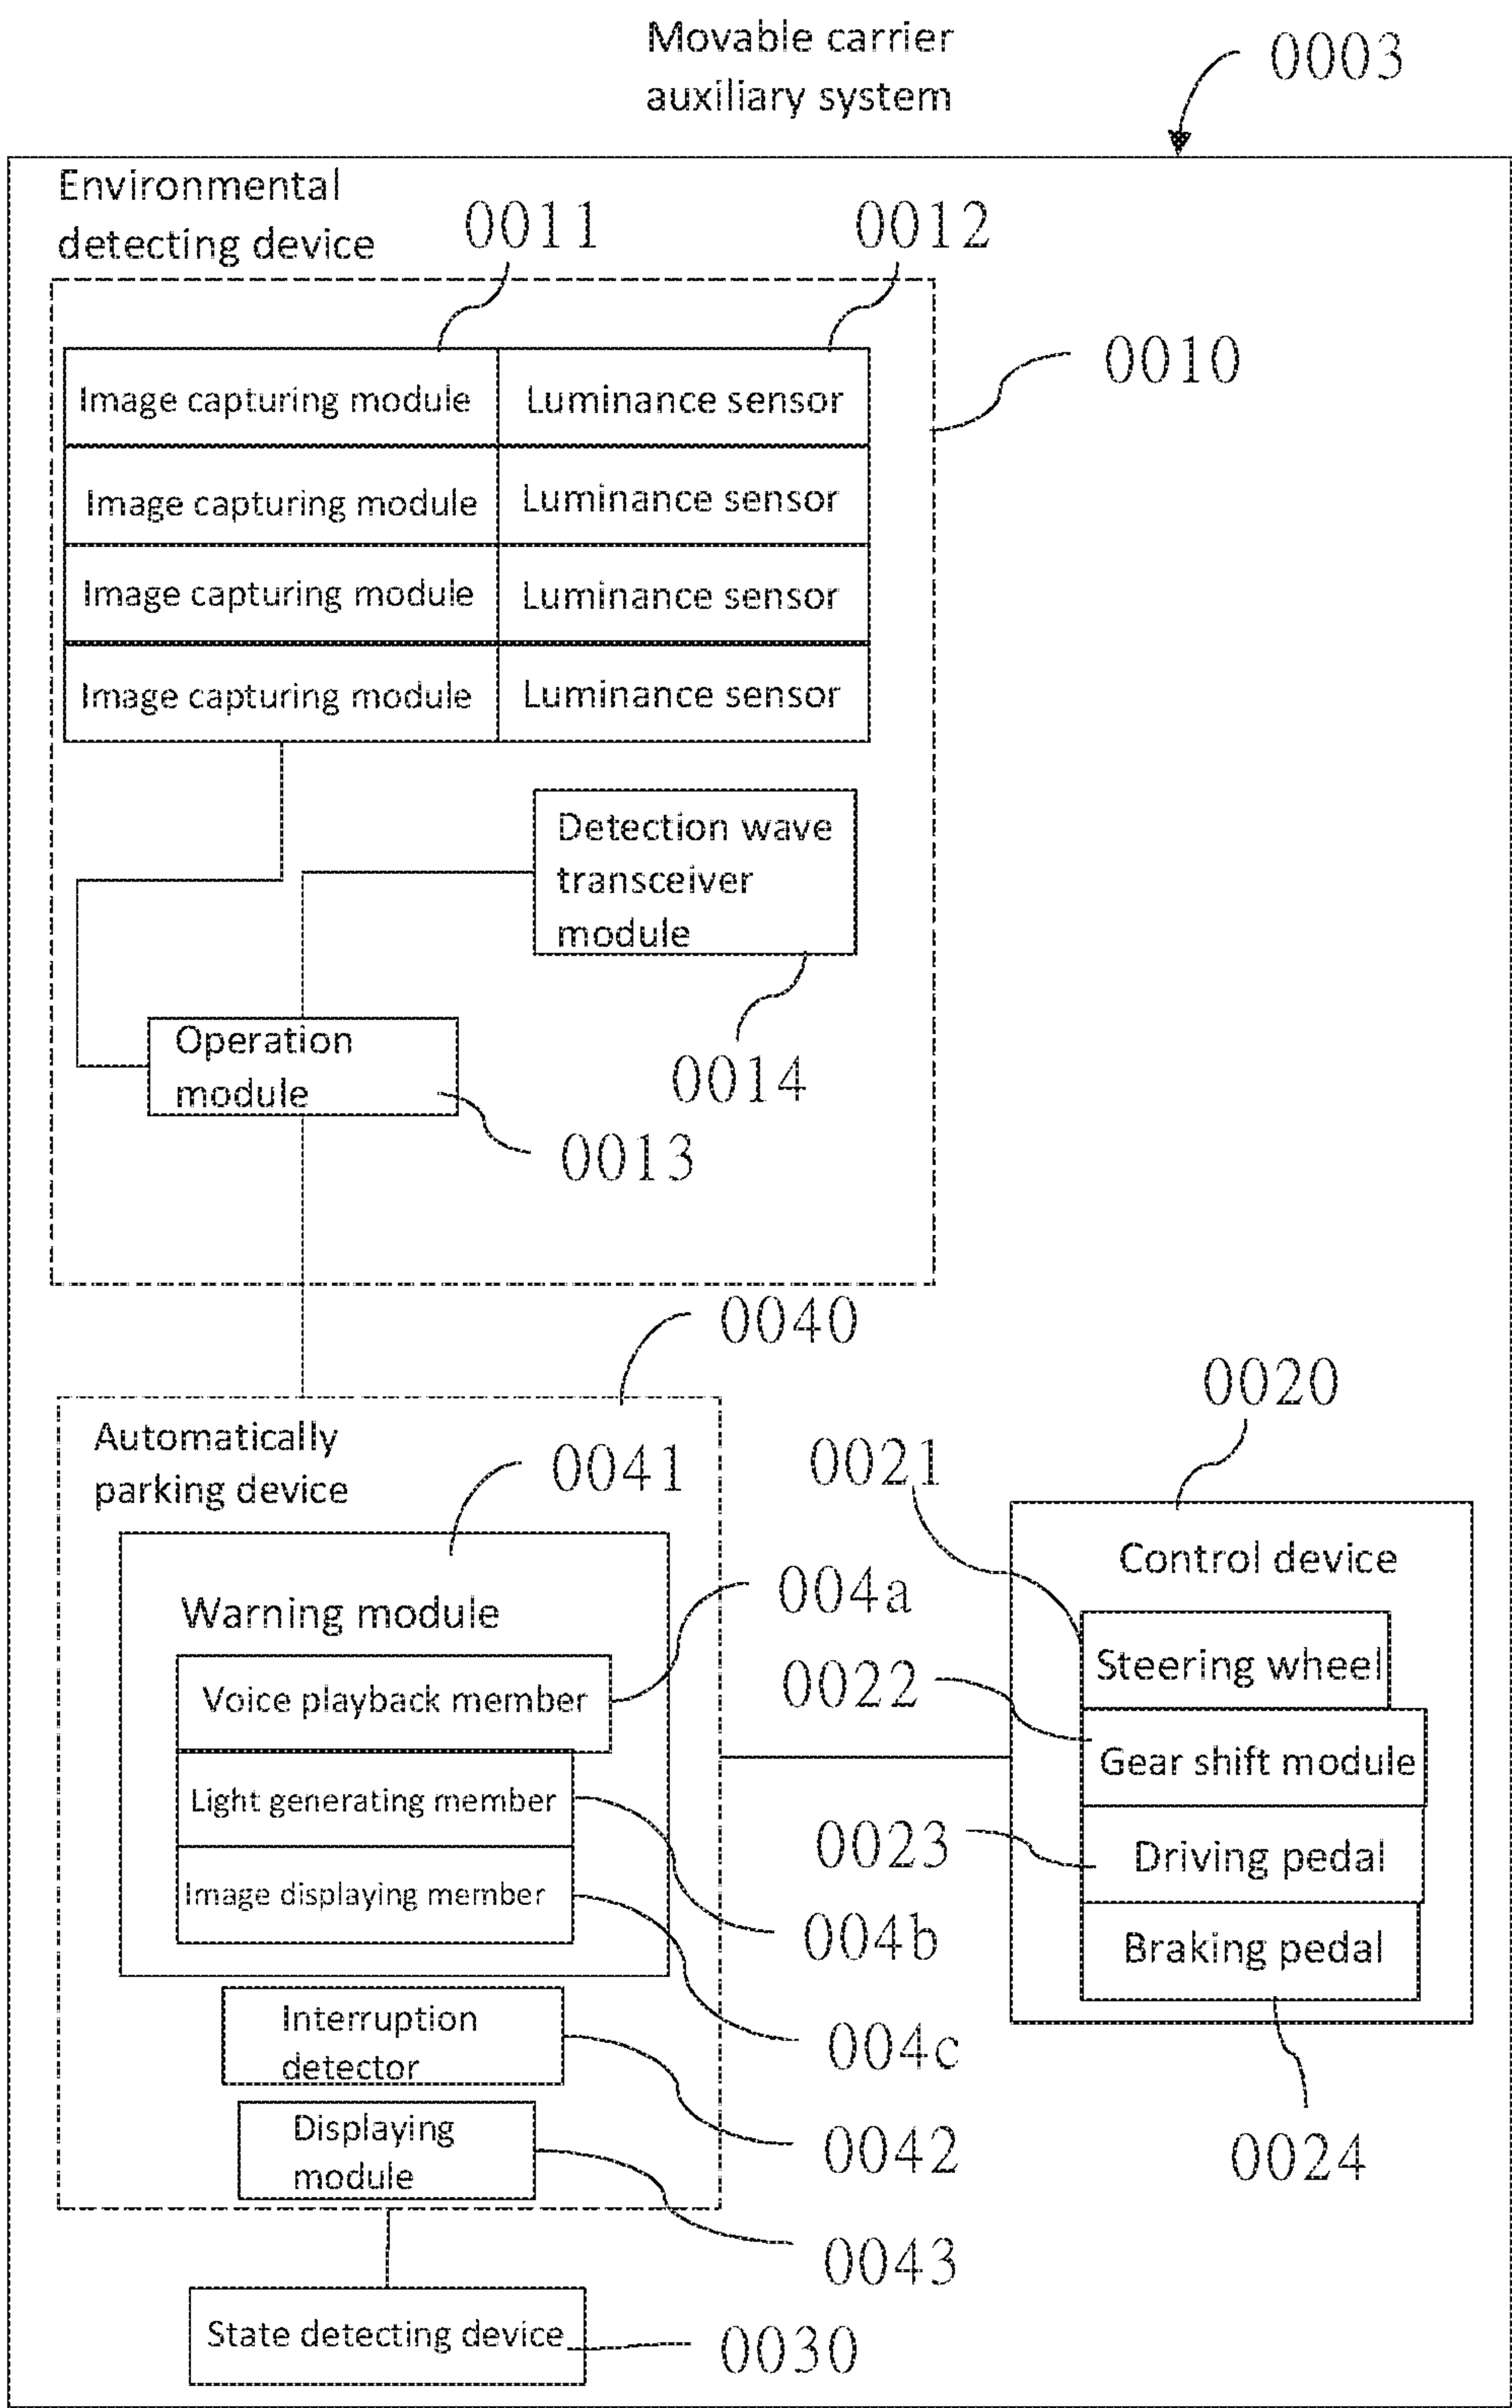 Movable carrier
auxiliary system
0003
Environmental
detecting device
0011
0012
0010
Image capturing module
Luminance sensor
Image capturing module
Luminance sensor
Image capturing module
Luminance sensor
Image capturing module
Luminance sensor
Detection wave
transceiver
module
Operation
module
0014
0013
0040
0020
Automatically
parking device
0041
0021
Control device
Warning module
004a
Steering wheel
Voice playback member
0022
Gear shift module
Light generating member
0023
Driving pedal
Image displaying member
004b
Braking pedal
Interruption
detector
004c
Displaying
module
0042
0024
0043
State detecting device
0030